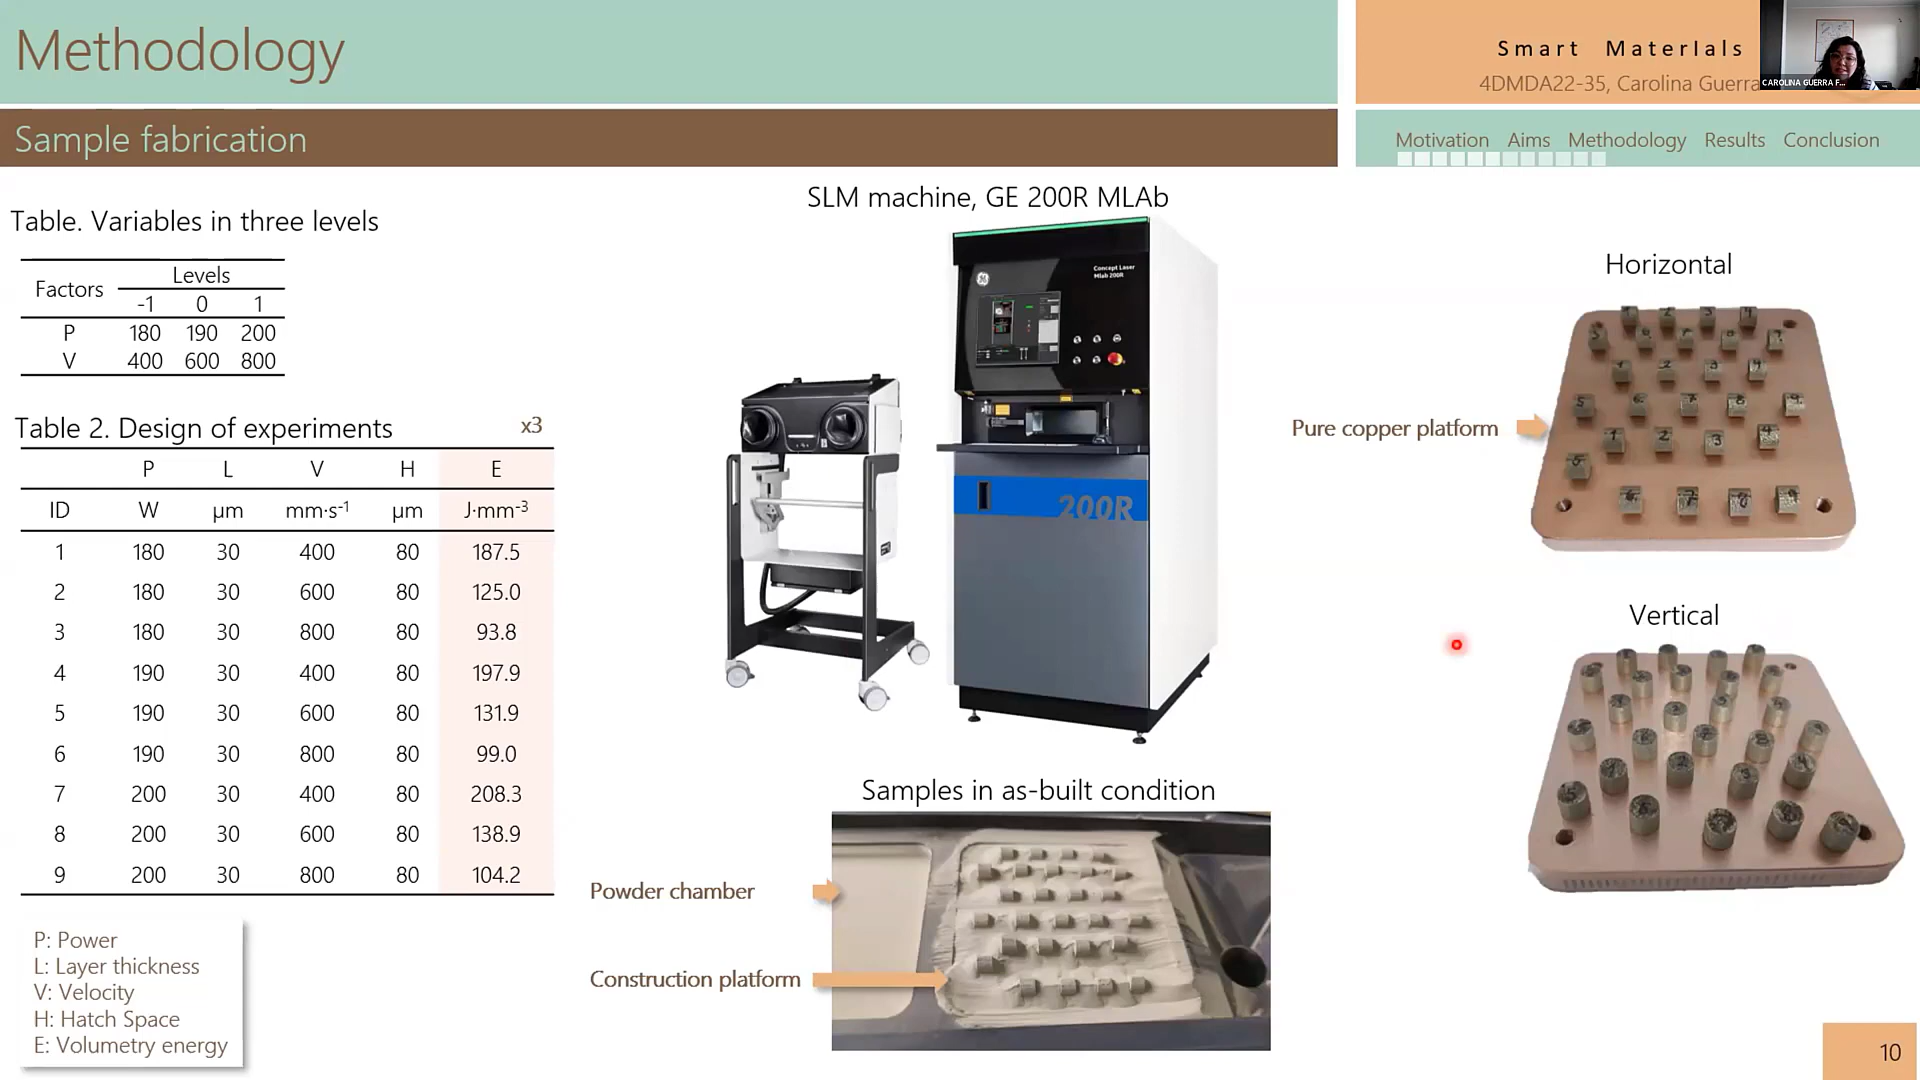 Methodology
Smart MaterIals
4DMDA22-35, Carolina Guerra
CAROLINA GUERRA F...
Sample fabrication
Motivation Aims Methodology Results Conclusion
Table. Variables in three levels
Factors Levels
-1 0 1
P 180 190 200
V 400 600 800
Table 2. Design of experiments x3
P L V H E
ID W µm mm·s-1 µm J·mm-3
1 180 30 400 80 187.5
2 180 30 600 80 125.0
3 180 30 800 80 93.8
4 190 30 400 80 197.9
5 190 30 600 80 131.9
6 190 30 800 80 99.0
7 200 30 400 80 208.3
8 200 30 600 80 138.9
9 200 30 800 80 104.2
P: Power
L: Layer thickness
V: Velocity
H: Hatch Space
E: Volumetry energy
SLM machine, GE 200R MLAb
Concept Laser
Mlab 200R
200R
Samples in as-built condition
Powder chamber
Construction platform
Horizontal
Pure copper platform
Vertical
10